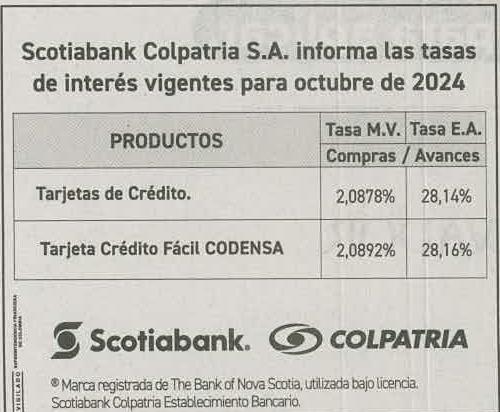 Scotiabank Colpatria S.A. informa las tasas
de interés vigentes para octubre de 2024
PRODUCTOS
Tasa M.V. Tasa E.A.
Compras / Avances
Tarjetas de Crédito. 2,0878% 28,14%
Tarjeta Crédito Fácil CODENSA 2,0892% 28,16%
Scotiabank. COLPATRIA
® Marca registrada de The Bank of Nova Scotia, utilizada bajo licencia.
Scotiabank Colpatria Establecimiento Bancario.
VIGILADO SUPERINTENDENCIA FINANCIERA
DE COLOMBIA